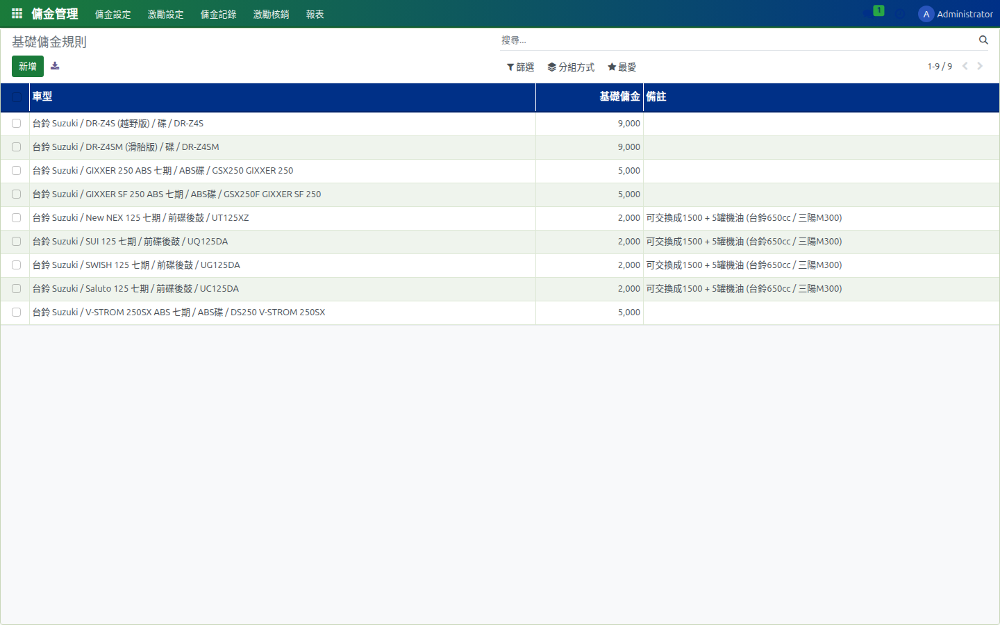 傭金管理 傭金設定 激勵設定 傭金記錄 激勵核銷 報表 1 A Administrator
基礎傭金規則 搜尋...
新增 篩選 分組方式 最愛 1-9 / 9
車型 基礎傭金 備註
台鈴 Suzuki / DR-Z4S (越野版) / 碟 / DR-Z4S 9,000
台鈴 Suzuki / DR-Z4SM (滑胎版) / 碟 / DR-Z4SM 9,000
台鈴 Suzuki / GIXXER 250 ABS 七期 / ABS碟 / GSX250 GIXXER 250 5,000
台鈴 Suzuki / GIXXER SF 250 ABS 七期 / ABS碟 / GSX250F GIXXER SF 250 5,000
台鈴 Suzuki / New NEX 125 七期 / 前碟後鼓 / UT125XZ 2,000 可交換成1500 + 5罐機油 (台鈴650cc / 三陽M300)
台鈴 Suzuki / SUI 125 七期 / 前碟後鼓 / UQ125DA 2,000 可交換成1500 + 5罐機油 (台鈴650cc / 三陽M300)
台鈴 Suzuki / SWISH 125 七期 / 前碟後鼓 / UG125DA 2,000 可交換成1500 + 5罐機油 (台鈴650cc / 三陽M300)
台鈴 Suzuki / Saluto 125 七期 / 前碟後鼓 / UC125DA 2,000 可交換成1500 + 5罐機油 (台鈴650cc / 三陽M300)
台鈴 Suzuki / V-STROM 250SX ABS 七期 / ABS碟 / DS250 V-STROM 250SX 5,000